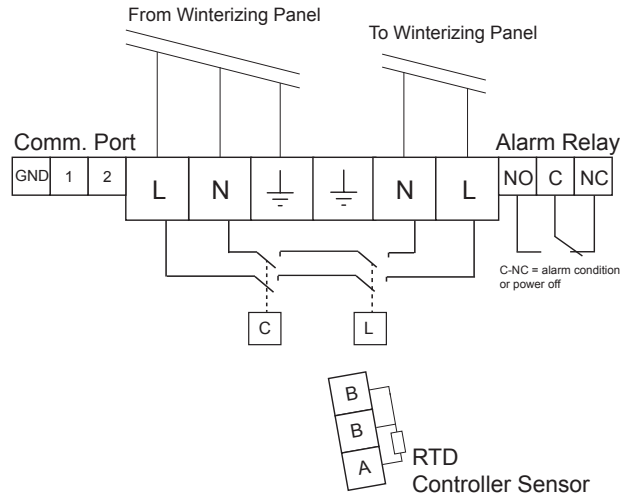 From Winterizing Panel
To Winterizing Panel
Comm. Port
Alarm Relay
GND 1 2 L N N L NO C NC
C-NC = alarm condition
or power off
C L
B
B
A
RTD
Controller Sensor